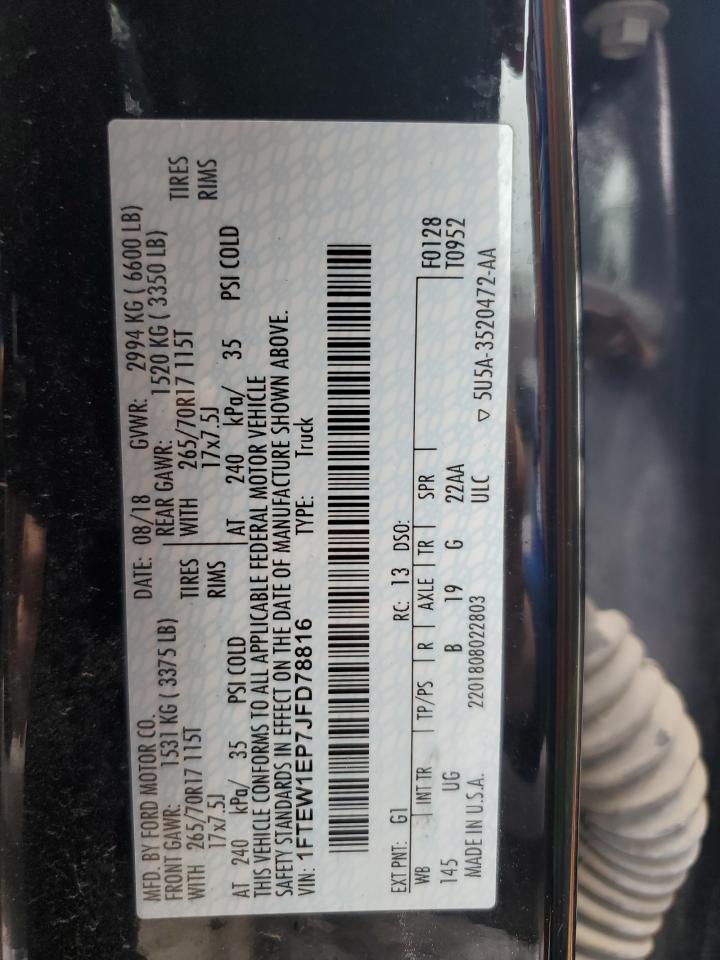 MFD. BY FORD MOTOR CO. DATE: 08/18 GVWR: 2994 KG ( 6600 LB)
FRONT GAWR: 1531 KG ( 3375 LB) REAR GAWR: 1520 KG ( 3350 LB)
WITH 265/70R17 115T TIRES WITH 265/70R17 115T TIRES
17x7.5J RIMS 17x7.5J RIMS
AT 240 kPa/ 35 PSI COLD AT 240 kPa/ 35 PSI COLD
THIS VEHICLE CONFORMS TO ALL APPLICABLE FEDERAL MOTOR VEHICLE
SAFETY STANDARDS IN EFFECT ON THE DATE OF MANUFACTURE SHOWN ABOVE.
VIN: 1FTEW1EP7JFD78816 TYPE: Truck
EXT PNT: G1 RC: 13 DSO: F0128
WB INT TR TP/PS R AXLE TR SPR T0952
145 UG B 19 G 22AA
MADE IN U.S.A. 2201808022803 ULC ▽ 5U5A-3520472-AA